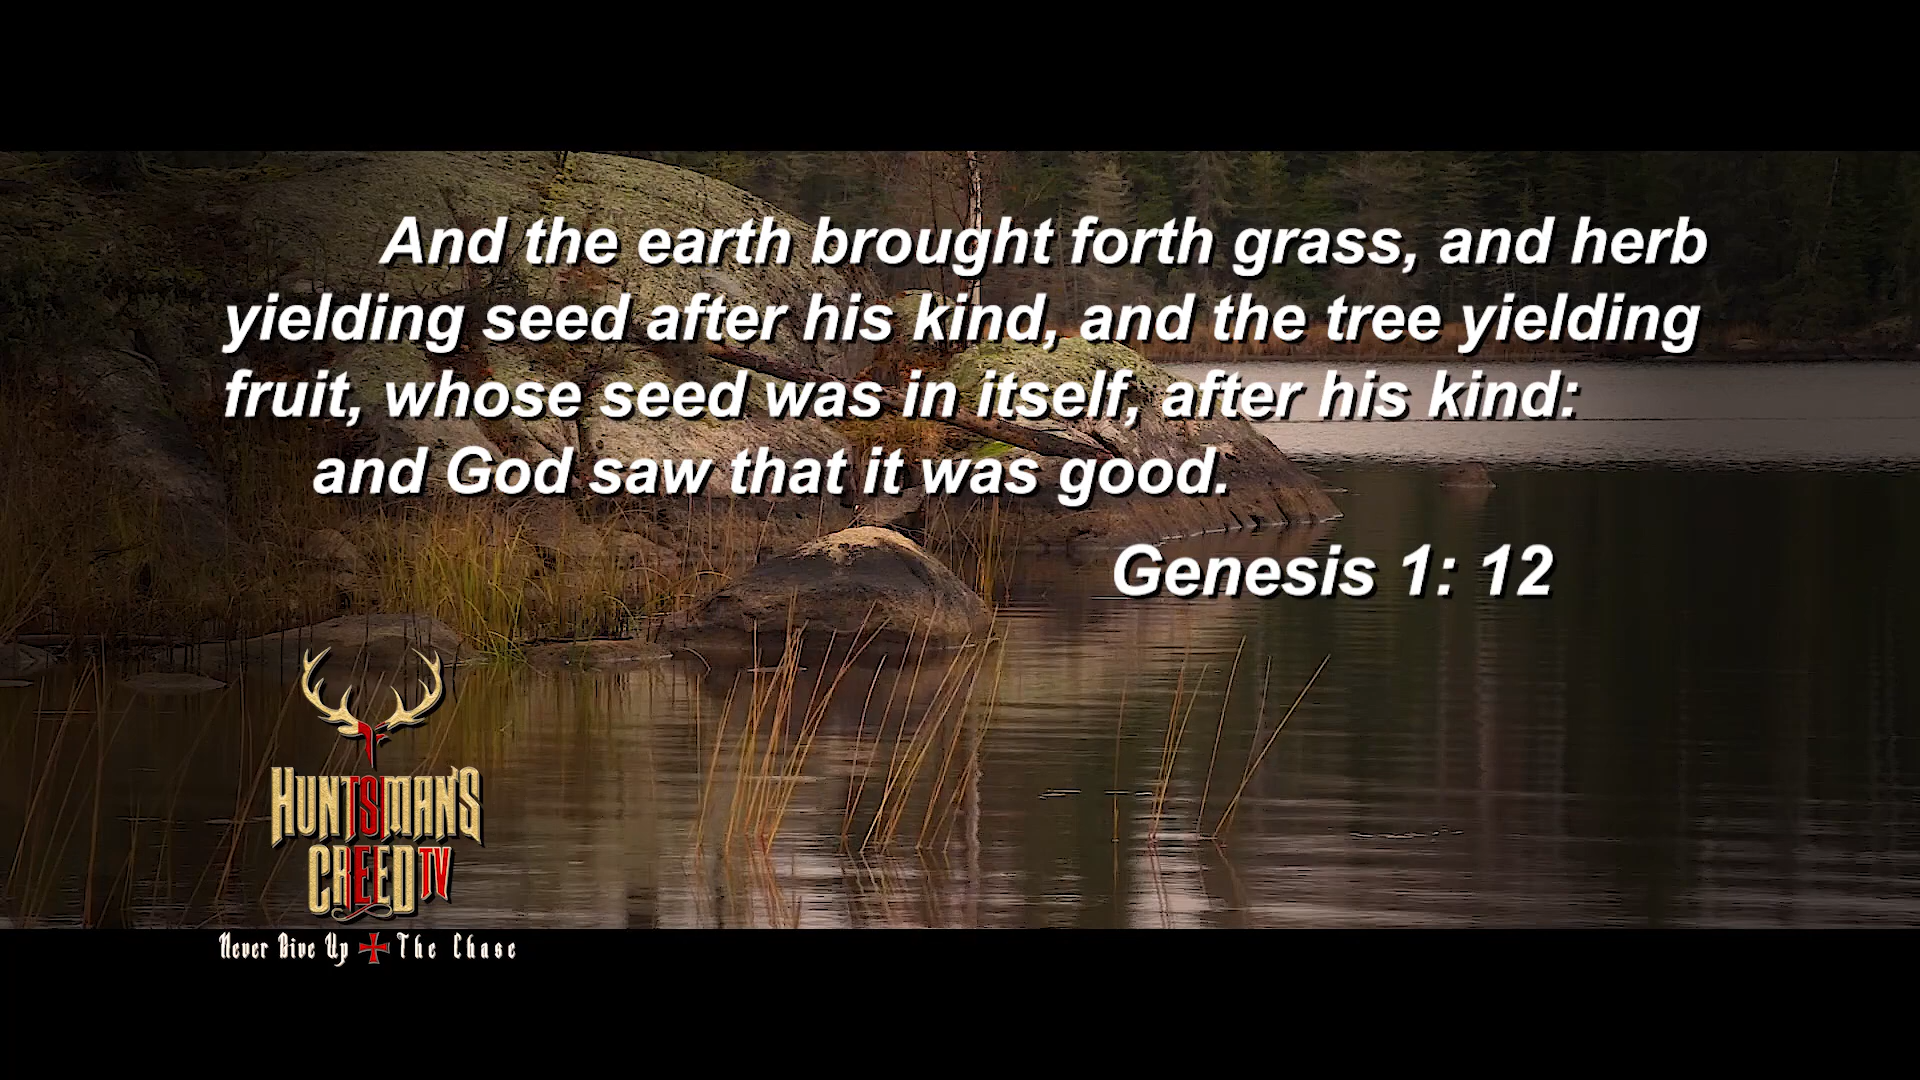 And the earth brought forth grass, and herb
yielding seed after his kind, and the tree yielding
fruit, whose seed was in itself, after his kind:
and God saw that it was good.
Genesis 1: 12
HUNTSMAN'S
CREED TV
Never Give Up The Chase